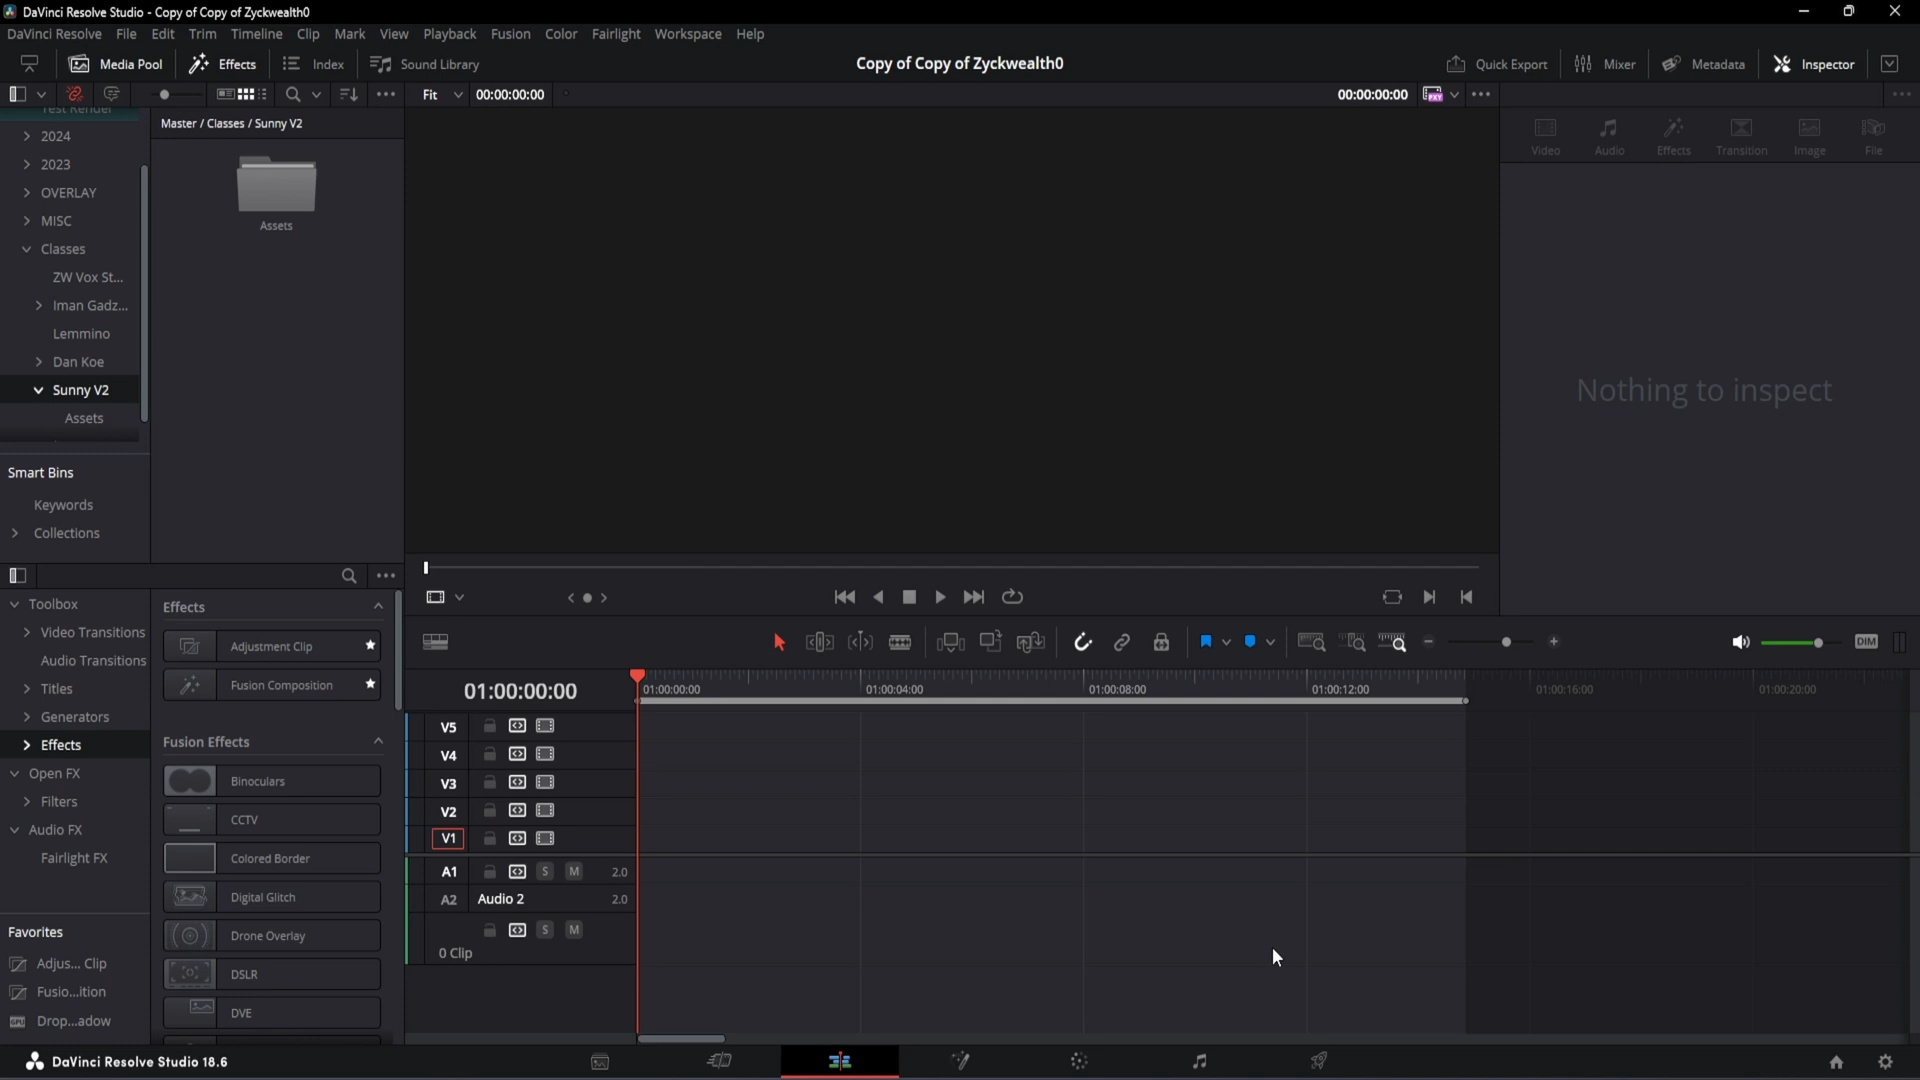 DaVinci Resolve Studio - Copy of Copy of Zyckwealth0
DaVinci Resolve File Edit Trim Timeline Clip Mark View Playback Fusion Color Fairlight Workspace Help
Media Pool Effects Index Sound Library Copy of Copy of Zyckwealth0 Quick Export Mixer Metadata Inspector
Fit 00:00:00:00 00:00:00:00
Test Render
Master / Classes / Sunny V2
2024
2023
OVERLAY
MISC
Classes
ZW Vox St...
Iman Gadz...
Lemmino
Dan Koe
Sunny V2
Assets
Assets
Video Audio Effects Transition Image File
Nothing to inspect
Smart Bins
Keywords
Collections
Toolbox
Video Transitions
Audio Transitions
Titles
Generators
Effects
Open FX
Filters
Audio FX
Fairlight FX
Favorites
Adjus... Clip
Fusio...ition
Drop...adow
Effects
Adjustment Clip
Fusion Composition
Fusion Effects
Binoculars
CCTV
Colored Border
Digital Glitch
Drone Overlay
DSLR
DVE
DIM
01:00:00:00 01:00:00:00 01:00:04:00 01:00:08:00 01:00:12:00 01:00:16:00 01:00:20:00
V5
V4
V3
V2
V1
A1 S M 2.0
A2 Audio 2 2.0
S M
0 Clip
DaVinci Resolve Studio 18.6